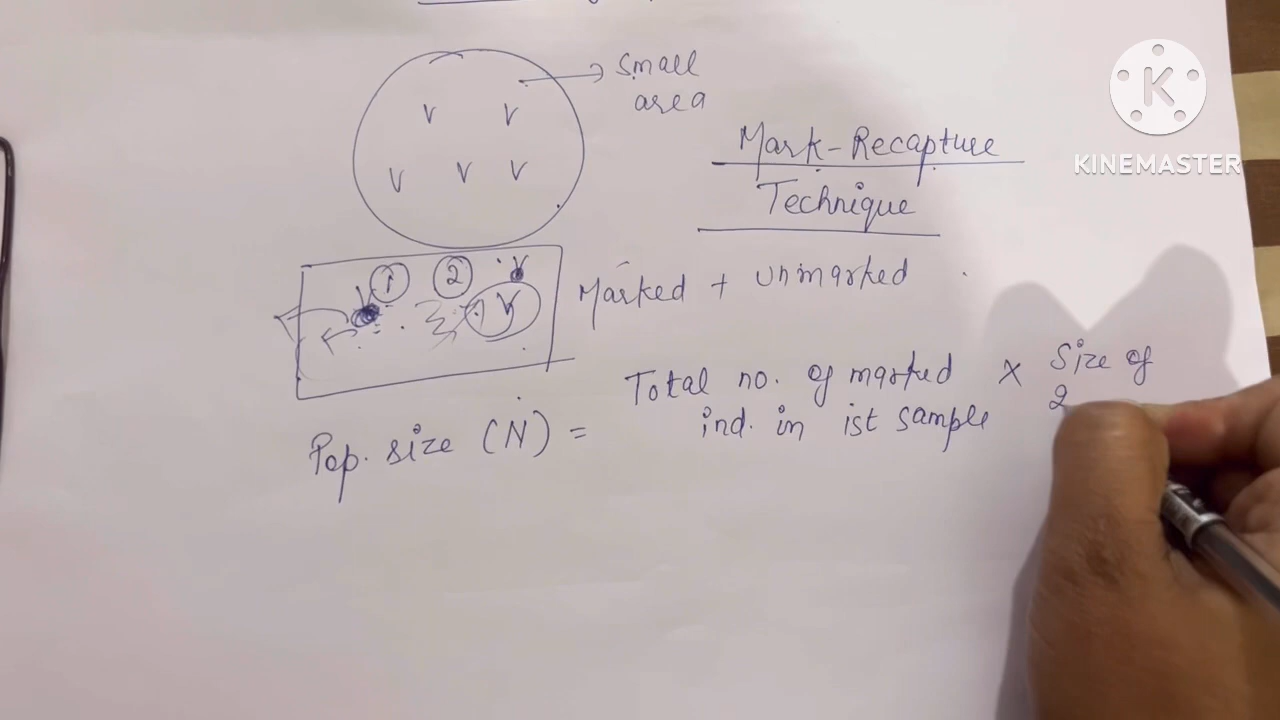 Small
area
K
KINEMASTER
Mark-Recapture
Technique
V V
V V V
1 2 V
V V
Marked + Unmarked
Total no. of marked × Size of
ind. in ist sample 2
Pop. size (N) =